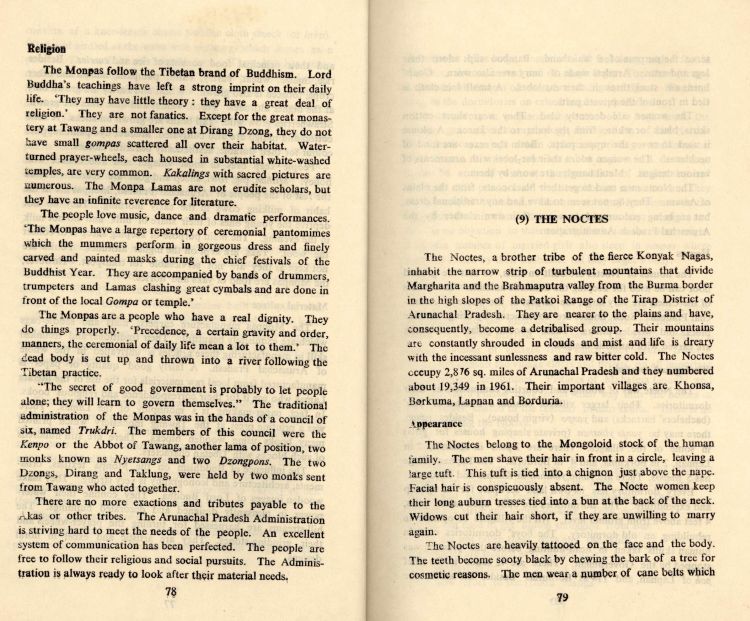 Religion
The Monpas follow the Tibetan brand of Buddhism. Lord
Buddha's teachings have left a strong imprint on their daily
life. 'They may have little theory : they have a great deal of
religion.' They are not fanatics. Except for the great monas-
tery at Tawang and a smaller one at Dirang Dzong, they do not
have small gompas scattered all over their habitat. Water-
turned prayer-wheels, each housed in substantial white-washed
temples, are very common. Kakalings with sacred pictures are
numerous. The Monpa Lamas are not erudite scholars, but
they have an infinite reverence for literature.
The people love music, dance and dramatic performances.
'The Monpas have a large repertory of ceremonial pantomimes
which the mummers perform in gorgeous dress and finely
carved and painted masks during the chief festivals of the
Buddhist Year. They are accompanied by bands of drummers,
trumpeters and Lamas clashing great cymbals and are done in
front of the local Gompa or temple.'
The Monpas are a people who have a real dignity. They
do things properly. 'Precedence, a certain gravity and order,
manners, the ceremonial of daily life mean a lot to them.' The
dead body is cut up and thrown into a river following the
Tibetan practice.
"The secret of good government is probably to let people
alone; they will learn to govern themselves." The traditional
administration of the Monpas was in the hands of a council of
six, named Trukdri. The members of this council were the
Kenpo or the Abbot of Tawang, another lama of position, two
monks known as Nyetsangs and two Dzongpons. The two
Dzongs, Dirang and Taklung, were held by two monks sent
from Tawang who acted together.
There are no more exactions and tributes payable to the
Akas or other tribes. The Arunachal Pradesh Administration
is striving hard to meet the needs of the people. An excellent
system of communication has been perfected. The people are
free to follow their religious and social pursuits. The Adminis-
tration is always ready to look after their material needs.
78
(9) THE NOCTES
The Noctes, a brother tribe of the fierce Konyak Nagas,
inhabit the narrow strip of turbulent mountains that divide
Margharita and the Brahmaputra valley from the Burma border
in the high slopes of the Patkoi Range of the Tirap District of
Arunachal Pradesh. They are nearer to the plains and have,
consequently, become a detribalised group. Their mountains
are constantly shrouded in clouds and mist and life is dreary
with the incessant sunlessness and raw bitter cold. The Noctes
occupy 2,876 sq. miles of Arunachal Pradesh and they numbered
about 19,349 in 1961. Their important villages are Khonsa,
Borkuma, Lapnan and Borduria.
Appearance
The Noctes belong to the Mongoloid stock of the human
family. The men shave their hair in front in a circle, leaving a
large tuft. This tuft is tied into a chignon just above the nape.
Facial hair is conspicuously absent. The Nocte women keep
their long auburn tresses tied into a bun at the back of the neck.
Widows cut their hair short, if they are unwilling to marry
again.
The Noctes are heavily tattooed on the face and the body.
The teeth become sooty black by chewing the bark of a tree for
cosmetic reasons. The men wear a number of cane belts which
79